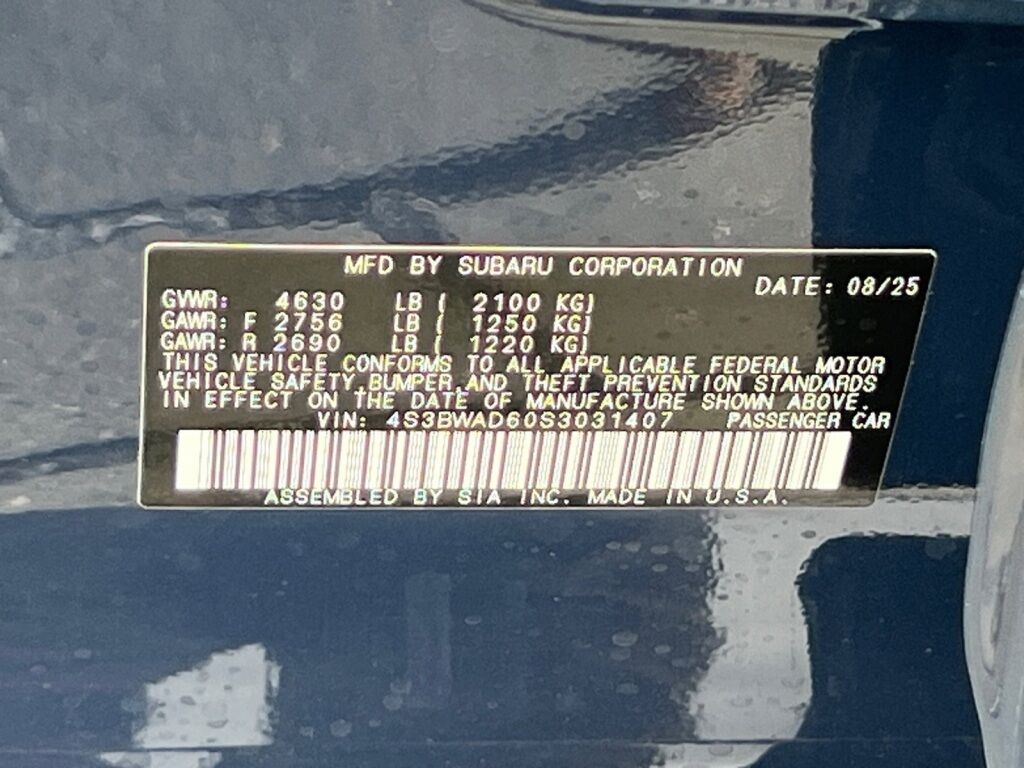 MFD BY SUBARU CORPORATION
DATE: 08/25
GVWR: 4630 LB ( 2100 KG)
GAWR: F 2756 LB ( 1250 KG)
GAWR: R 2690 LB ( 1220 KG)
THIS VEHICLE CONFORMS TO ALL APPLICABLE FEDERAL MOTOR
VEHICLE SAFETY,BUMPER,AND THEFT PREVENTION STANDARDS
IN EFFECT ON THE DATE OF MANUFACTURE SHOWN ABOVE.
VIN: 4S3BWAD60S3031407 PASSENGER CAR
ASSEMBLED BY SIA INC. MADE IN U.S.A.